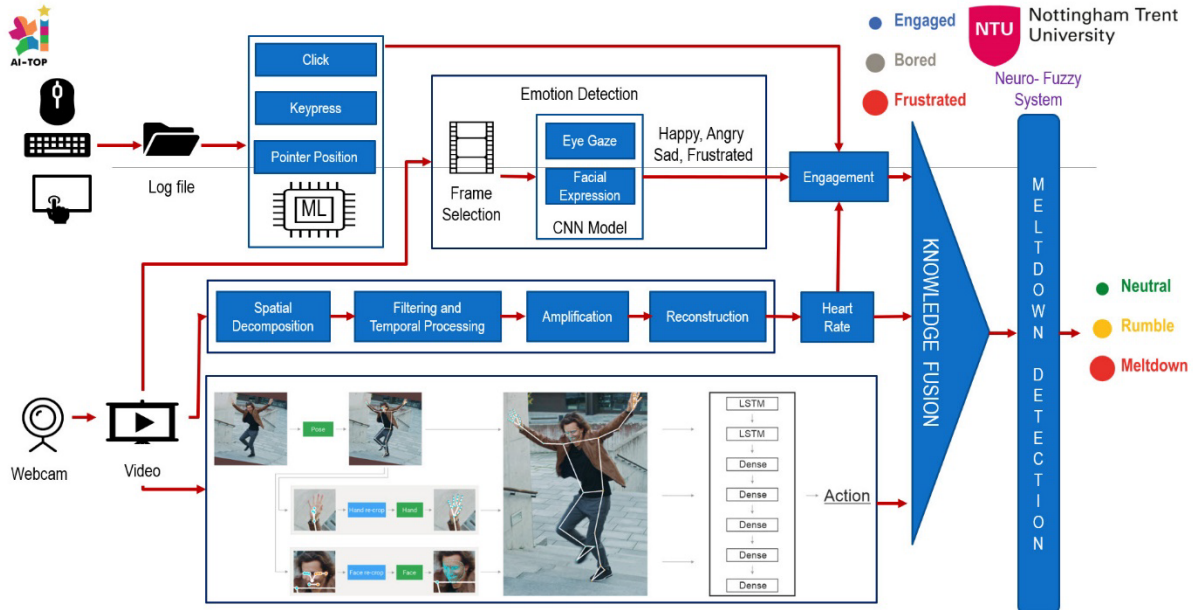 AI-TOP
Engaged
Bored
Frustrated
NTU
Nottingham Trent
University
Neuro- Fuzzy
System
Log file
Click
Keypress
Pointer Position
ML
Emotion Detection
Frame
Selection
Eye Gaze
Facial
Expression
CNN Model
Happy, Angry
Sad, Frustrated
Engagement
Spatial
Decomposition
Filtering and
Temporal Processing
Amplification
Reconstruction
Heart
Rate
KNOWLEDGE FUSION
MELTDOWN DETECTION
Neutral
Rumble
Meltdown
Webcam
Video
Pose
Hand re-crop
Hand
Face re-crop
Face
LSTM
LSTM
Dense
Dense
Dense
Dense
Dense
Action